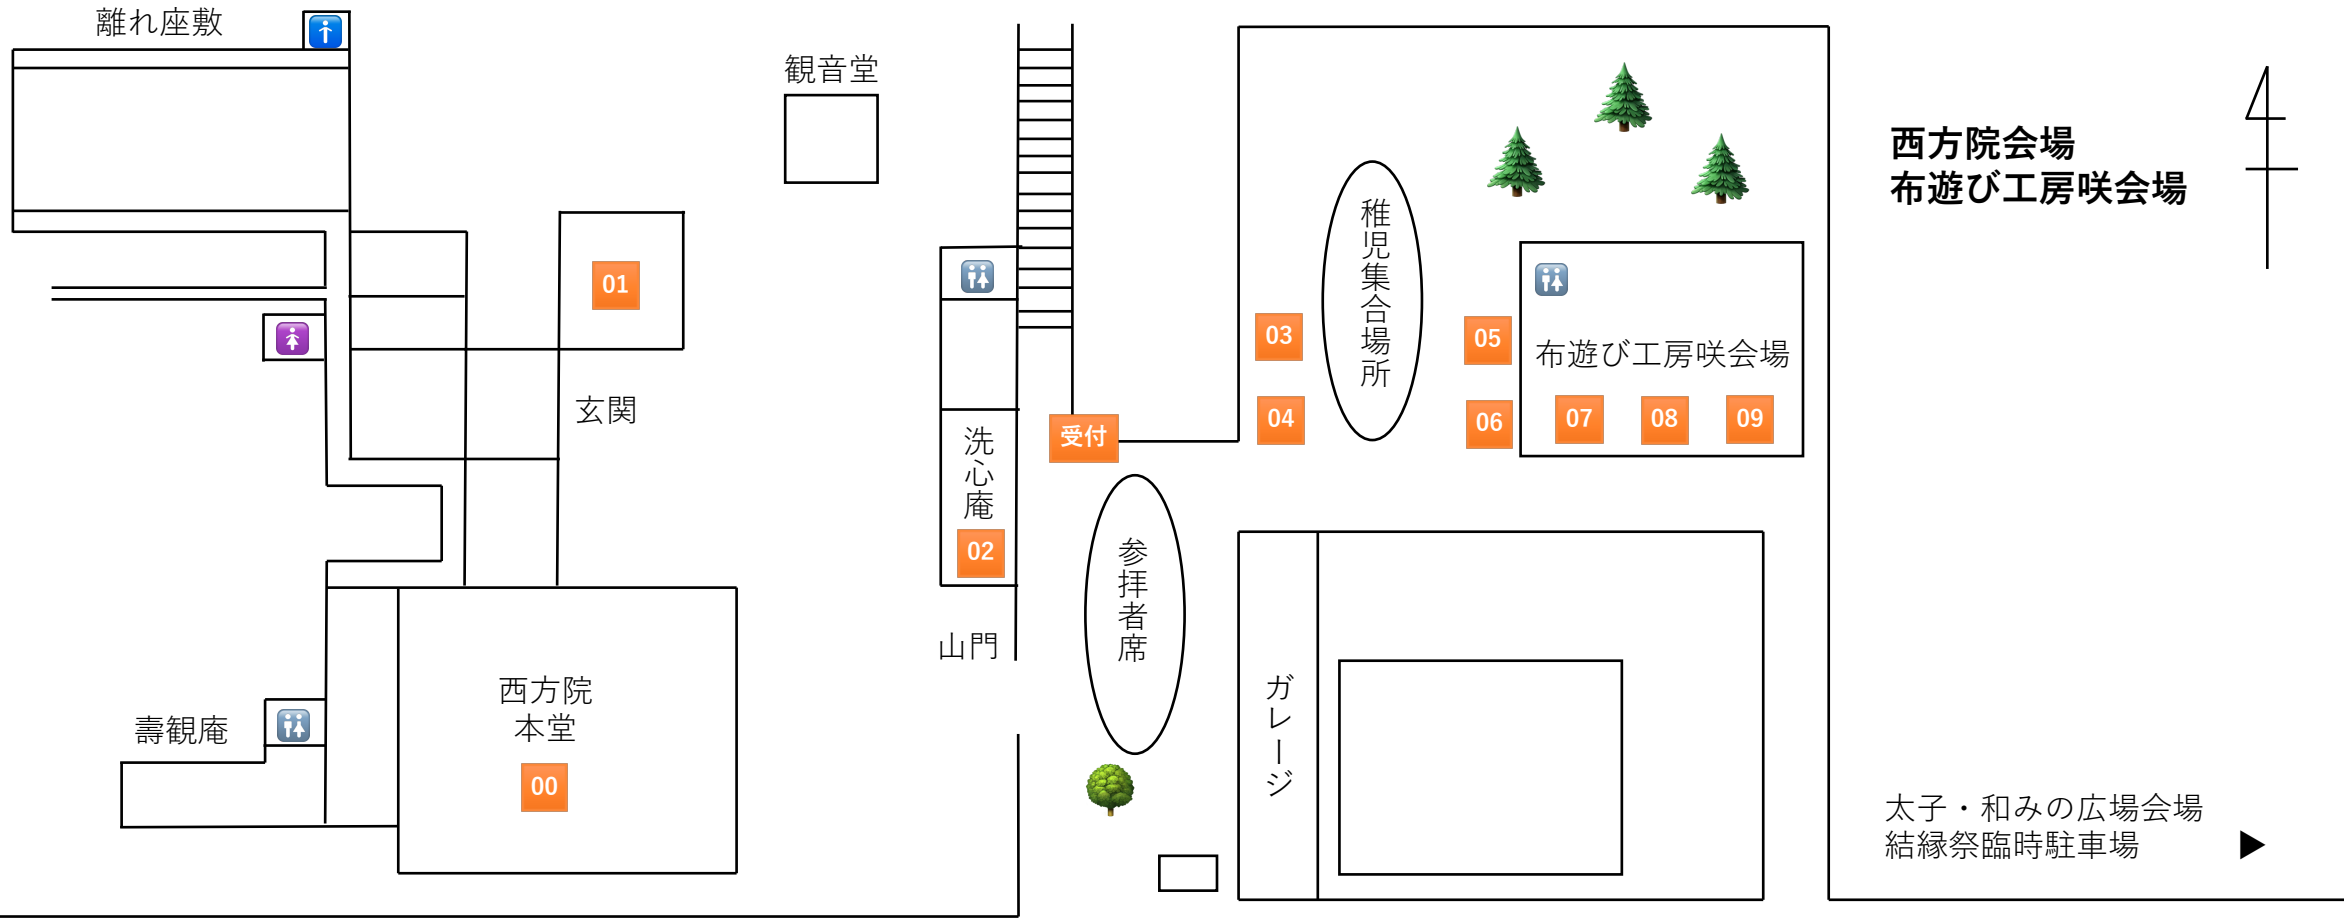 離れ座敷
観音堂
西方院会場
布遊び工房咲会場
稚児集合場所
01
03
05
布遊び工房咲会場
玄関
04
06
07
08
09
受付
洗心庵
02
参拝者席
山門
西方院
本堂
00
壽観庵
ガレージ
太子・和みの広場会場
結縁祭臨時駐車場